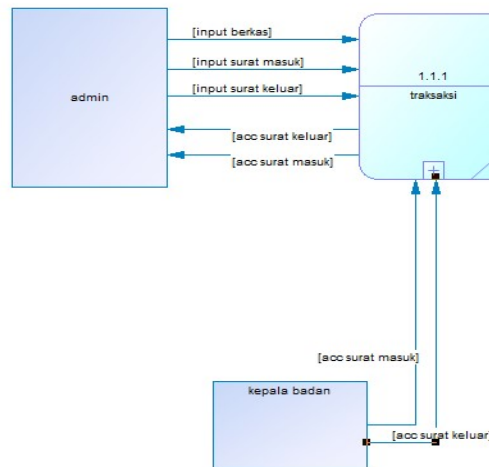 [input berkas]
[input surat masuk]
[input surat keluar]
admin
1.1.1
traksaksi
[acc surat keluar]
[acc surat masuk]
[acc surat masuk]
kepala badan
[acc surat keluar]